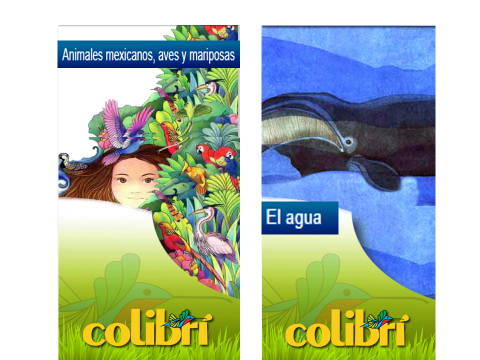 Animales mexicanos, aves y mariposas
colibrí
El agua
colibrí